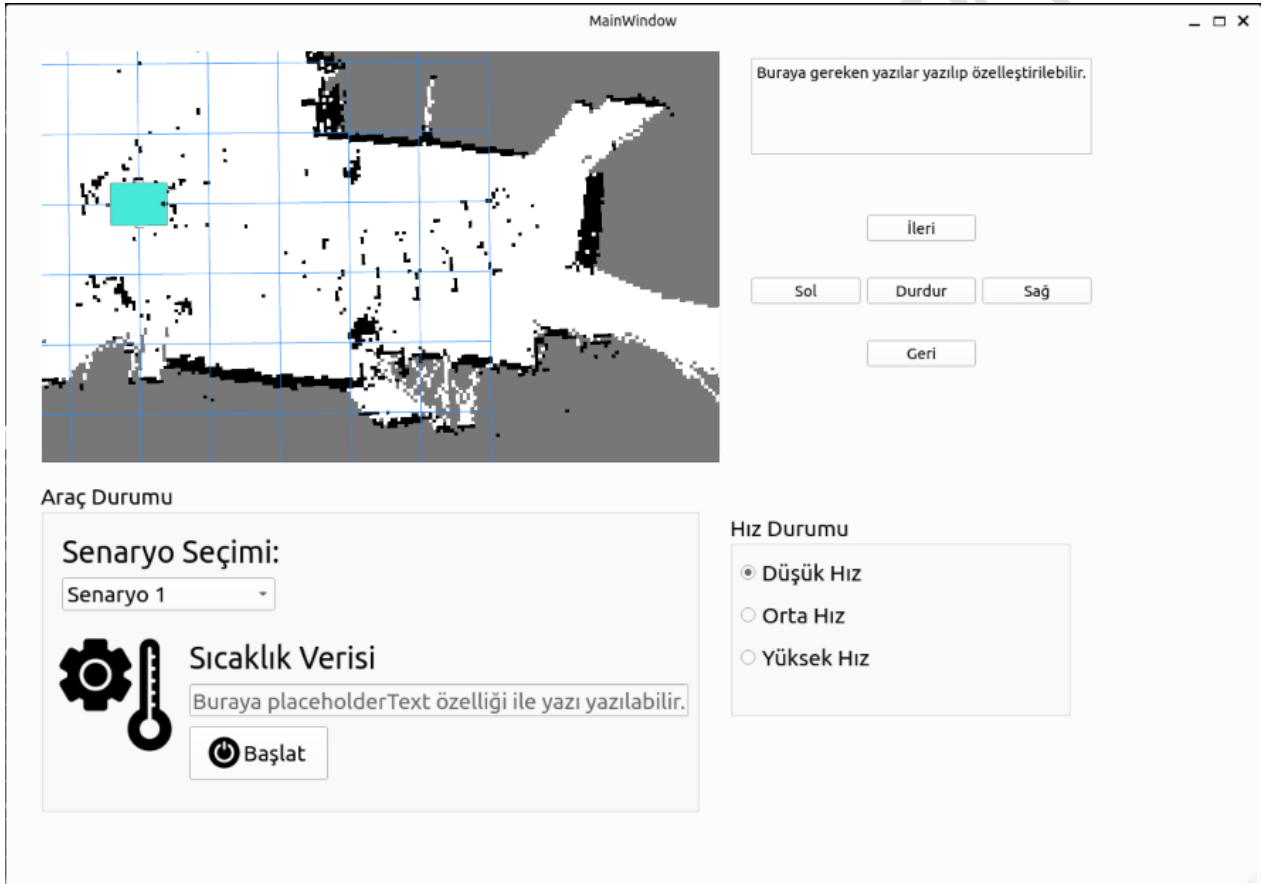 MainWindow
Buraya gereken yazılar yazılıp özelleştirilebilir.
İleri
Sol
Durdur
Sağ
Geri
Araç Durumu
Senaryo Seçimi:
Senaryo 1
Sıcaklık Verisi
Buraya placeholderText özelliği ile yazı yazılabilir.
Başlat
Hız Durumu
Düşük Hız
Orta Hız
Yüksek Hız